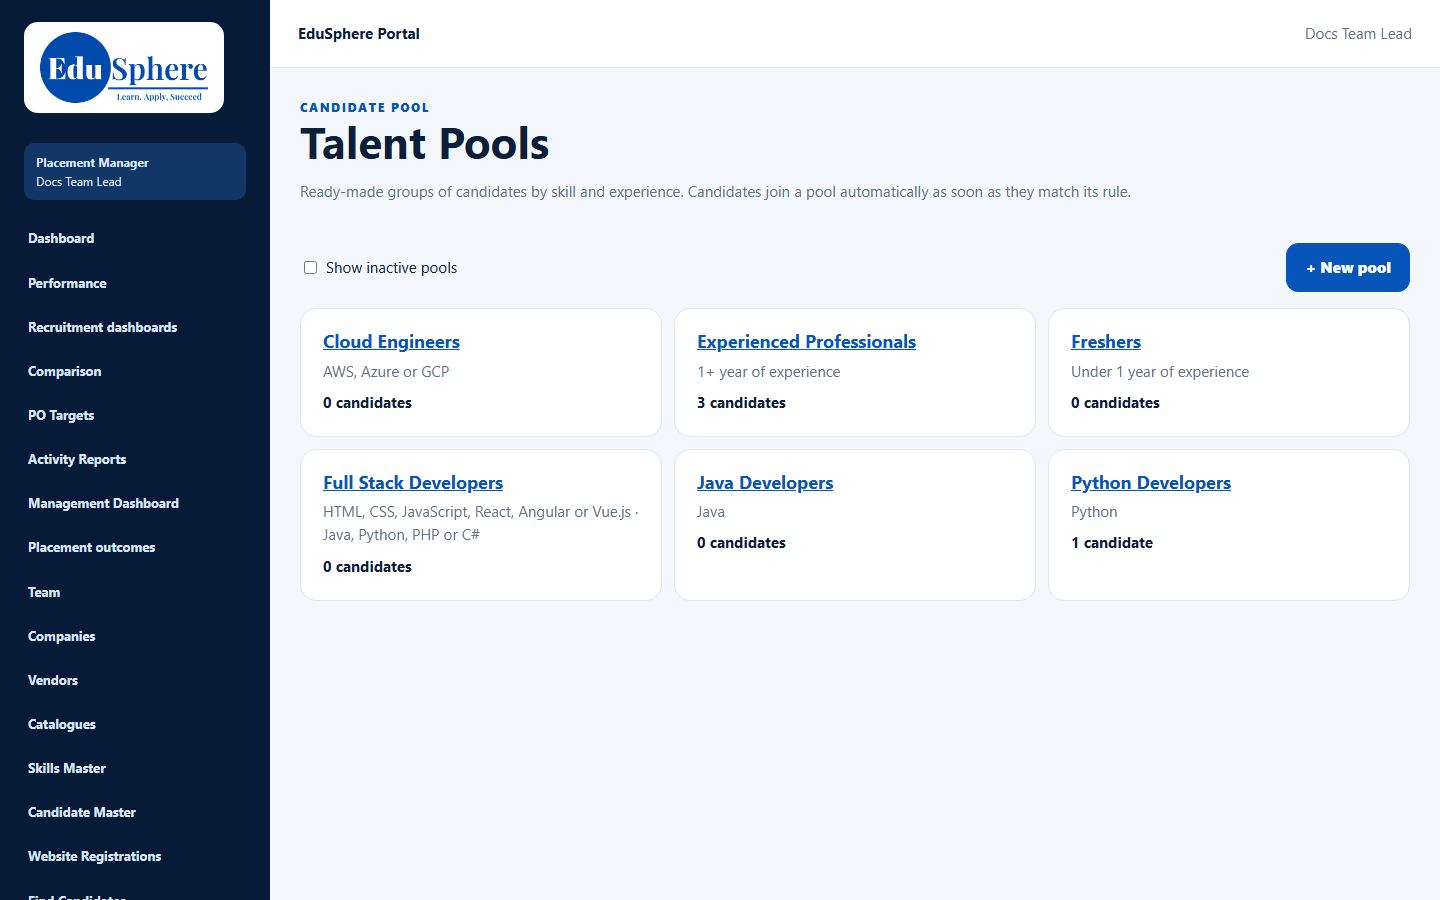 EduSphere
Learn. Apply, Succeed
Placement Manager
Docs Team Lead
Dashboard
Performance
Recruitment dashboards
Comparison
PO Targets
Activity Reports
Management Dashboard
Placement outcomes
Team
Companies
Vendors
Catalogues
Skills Master
Candidate Master
Website Registrations
Find Candidates
EduSphere Portal
Docs Team Lead
CANDIDATE POOL
Talent Pools
Ready-made groups of candidates by skill and experience. Candidates join a pool automatically as soon as they match its rule.
Show inactive pools
+ New pool
Cloud Engineers
AWS, Azure or GCP
0 candidates
Experienced Professionals
1+ year of experience
3 candidates
Freshers
Under 1 year of experience
0 candidates
Full Stack Developers
HTML, CSS, JavaScript, React, Angular or Vue.js ·
Java, Python, PHP or C#
0 candidates
Java Developers
Java
0 candidates
Python Developers
Python
1 candidate